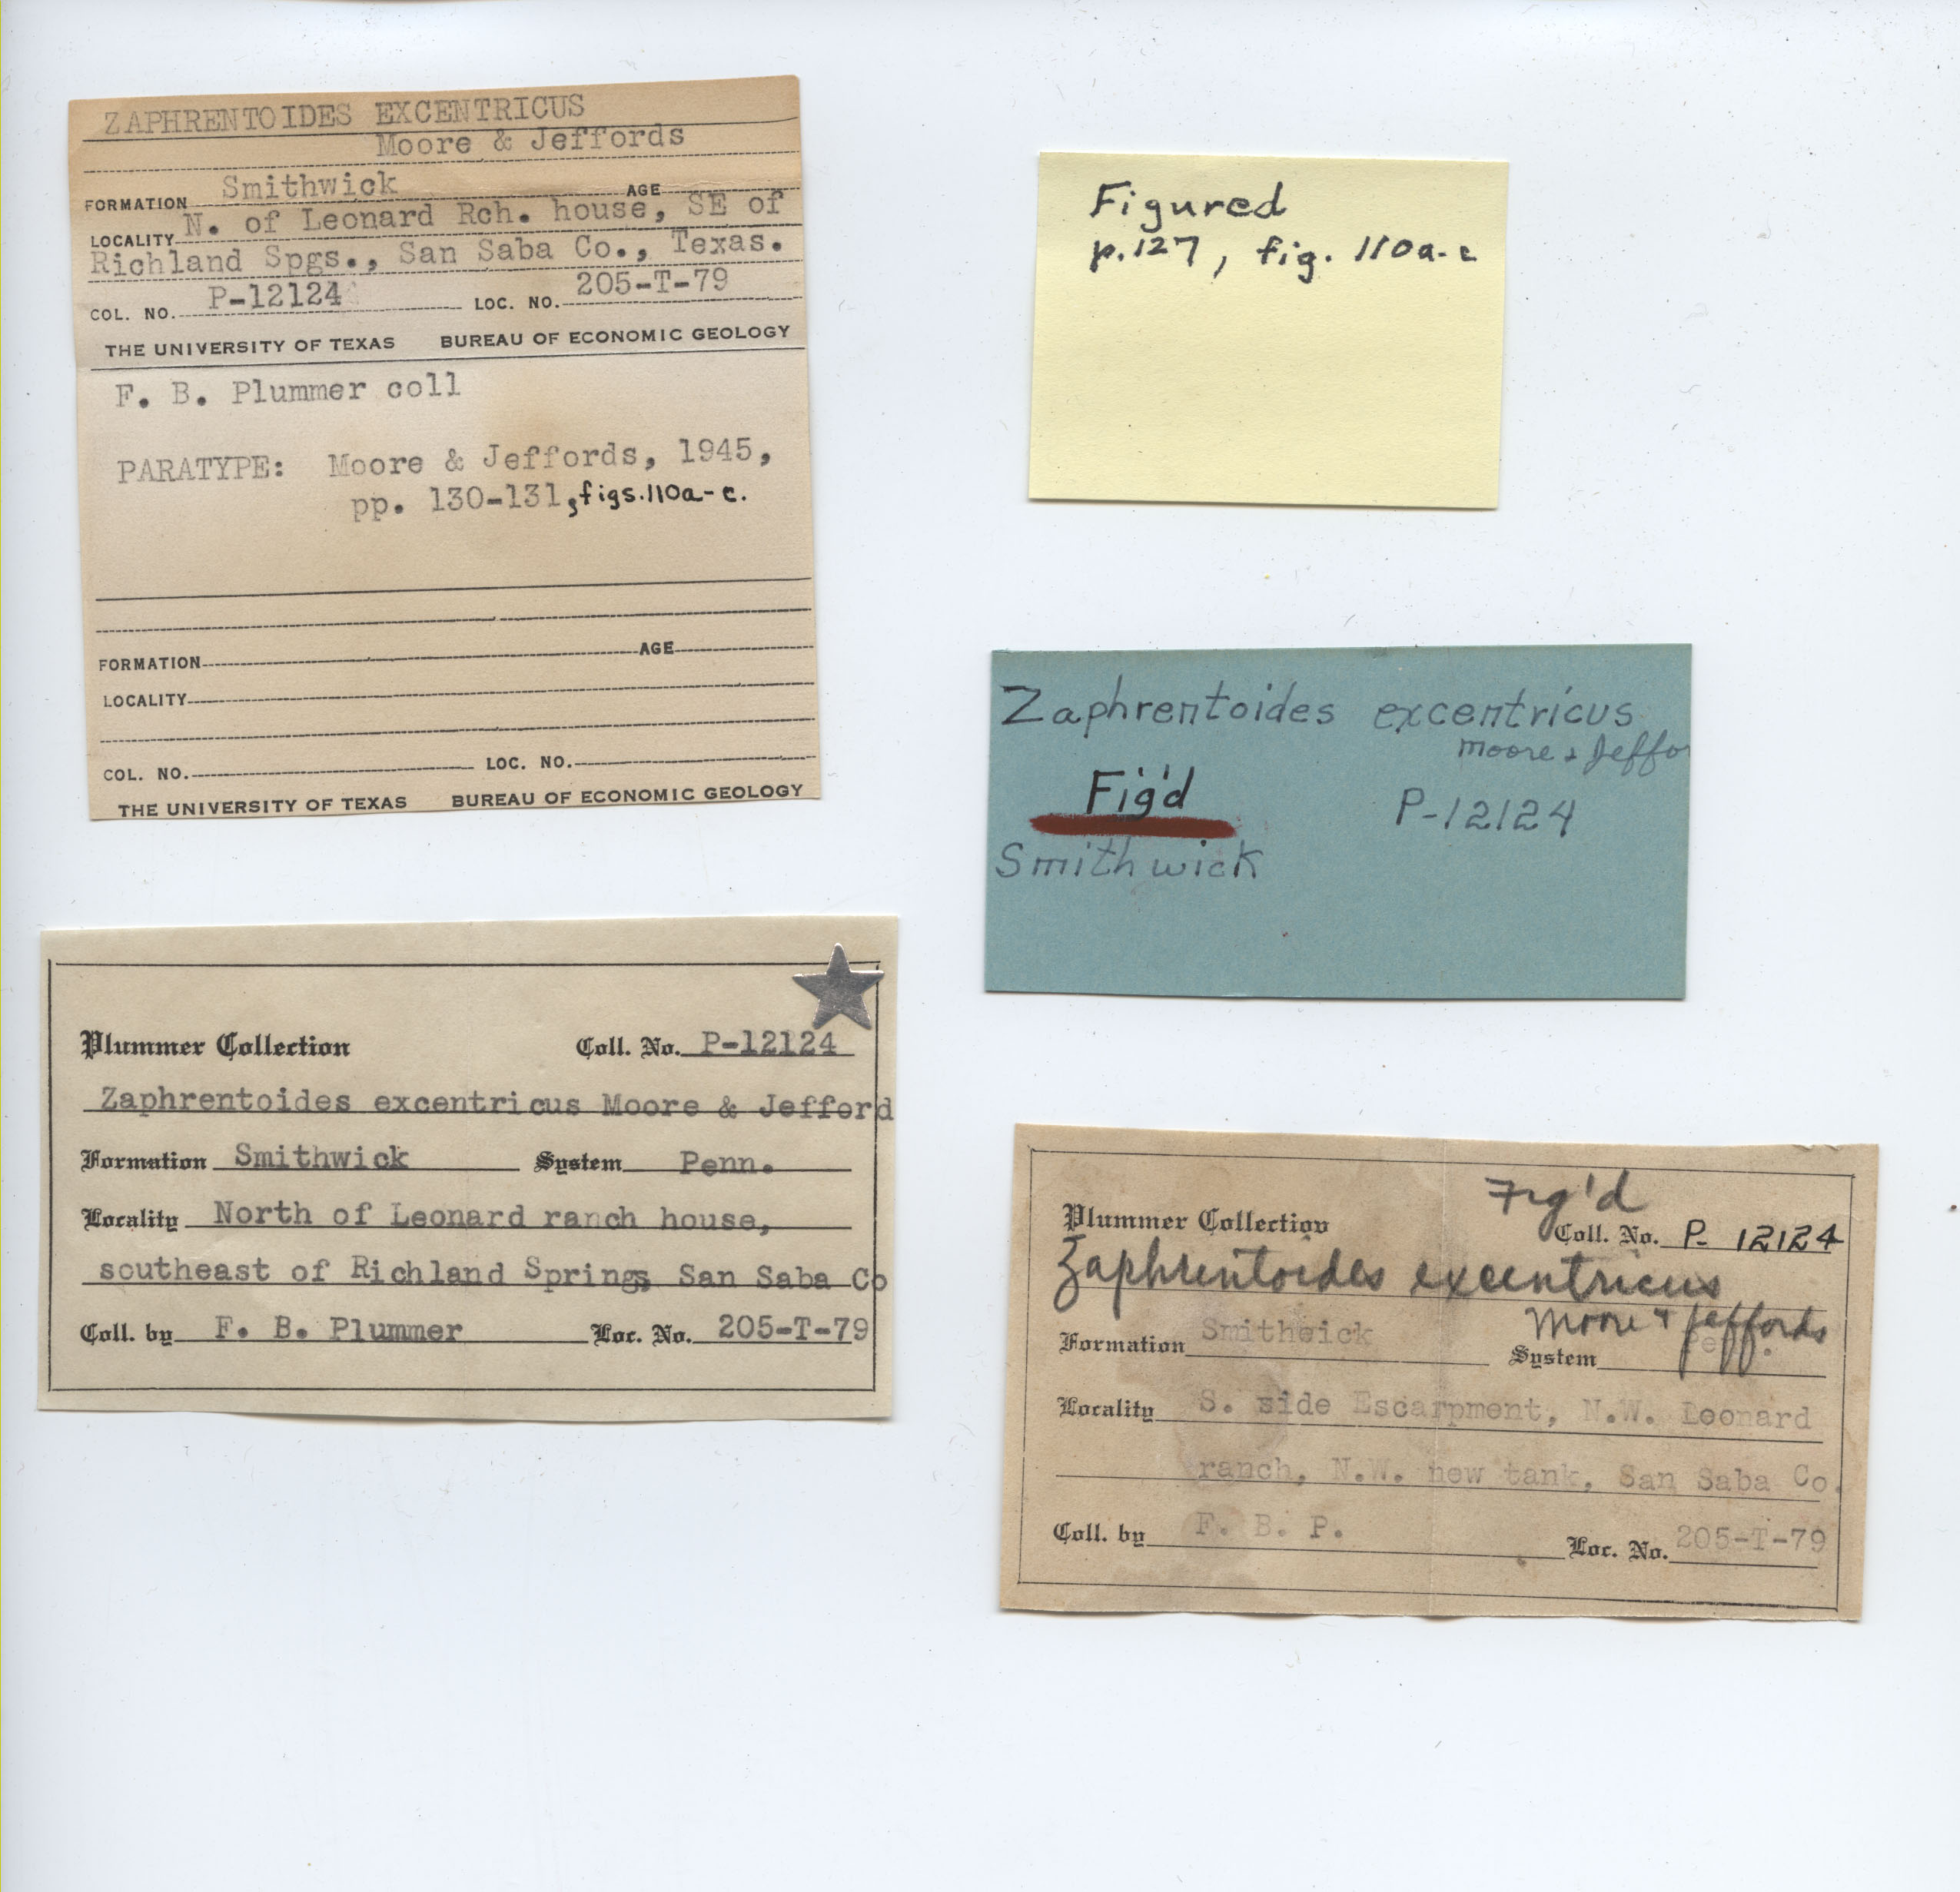 ZAPHRENTOIDES EXCENTRICUS
Moore & Jeffords
FORMATION Smithwick AGE
LOCALITY N. of Leonard Rch. house, SE of
Richland Spgs., San Saba Co., Texas.
COL. NO. P-12124 LOC. NO. 205-T-79
THE UNIVERSITY OF TEXAS BUREAU OF ECONOMIC GEOLOGY
F. B. Plummer coll
PARATYPE: Moore & Jeffords, 1945,
pp. 130-131, figs. 110a-c.
FORMATION AGE
LOCALITY
COL. NO. LOC. NO.
THE UNIVERSITY OF TEXAS BUREAU OF ECONOMIC GEOLOGY
Figured
p. 127, fig. 110a-c
Zaphrentoides excentricus
Moore & Jeffo
Fig'd
P-12124
Smithwick
Plummer Collection Coll. No. P-12124
Zaphrentoides excentricus Moore & Jefford
Formation Smithwick System Penn.
Locality North of Leonard ranch house,
southeast of Richland Springs, San Saba Co
Coll. by F. B. Plummer Loc. No. 205-T-79
Fig'd
Plummer Collection Coll. No. P- 12124
Zaphrentoides excentricus
Moore & Jeffords
Formation Smithwick System
Locality S. side Escarpment, N.W. Leonard
ranch, N.W. new tank, San Saba Co.
Coll. by F. B. P. Loc. No. 205-T-79